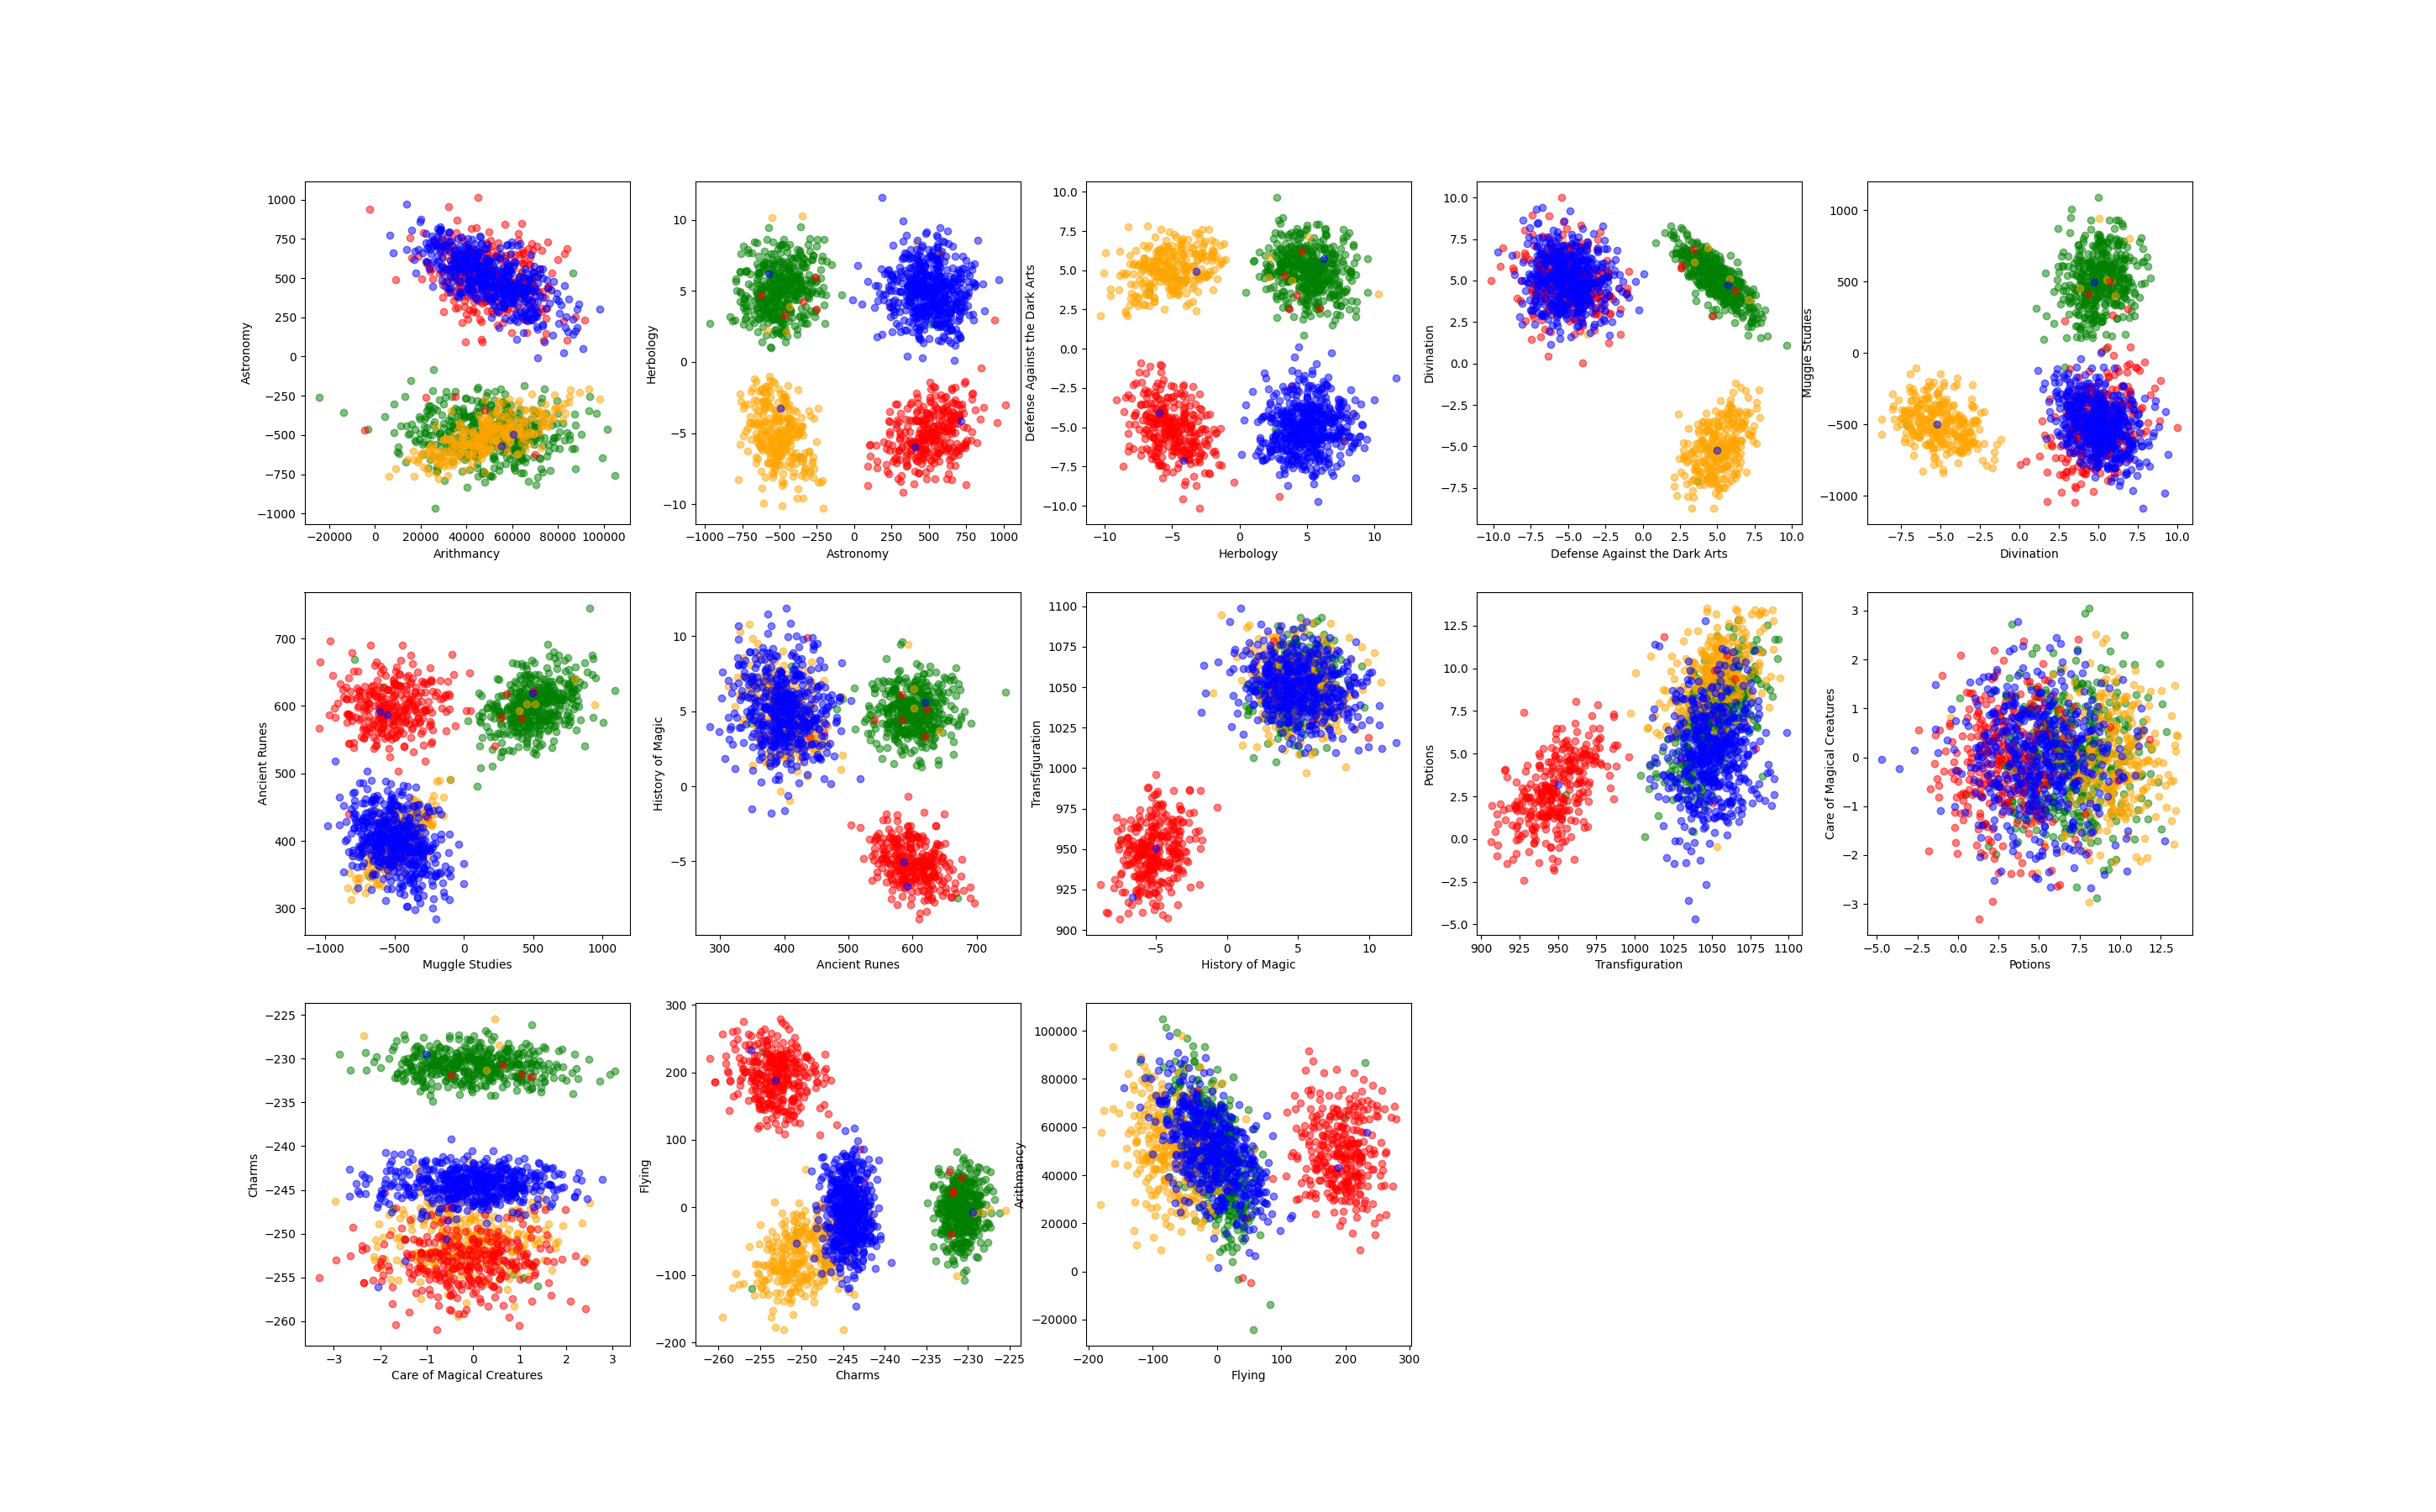 1000
750
500
250
0
−250
−500
−750
−1000
Astronomy
−20000 0 20000 40000 60000 80000 100000
Arithmancy
10
5
0
−5
−10
Herbology
−1000 −750 −500 −250 0 250 500 750 1000
Astronomy
10.0
7.5
5.0
2.5
0.0
−2.5
−5.0
−7.5
−10.0
Defense Against the Dark Arts
−10 −5 0 5 10
Herbology
10.0
7.5
5.0
2.5
0.0
−2.5
−5.0
−7.5
Divination
−10.0 −7.5 −5.0 −2.5 0.0 2.5 5.0 7.5 10.0
Defense Against the Dark Arts
1000
500
0
−500
−1000
Muggle Studies
−7.5 −5.0 −2.5 0.0 2.5 5.0 7.5 10.0
Divination
700
600
500
400
300
Ancient Runes
−1000 −500 0 500 1000
Muggle Studies
10
5
0
−5
History of Magic
300 400 500 600 700
Ancient Runes
1100
1075
1050
1025
1000
975
950
925
900
Transfiguration
−5 0 5 10
History of Magic
12.5
10.0
7.5
5.0
2.5
0.0
−2.5
−5.0
Potions
900 925 950 975 1000 1025 1050 1075 1100
Transfiguration
3
2
1
0
−1
−2
−3
Care of Magical Creatures
−5.0 −2.5 0.0 2.5 5.0 7.5 10.0 12.5
Potions
−225
−230
−235
−240
−245
−250
−255
−260
Charms
−3 −2 −1 0 1 2 3
Care of Magical Creatures
300
200
100
0
−100
−200
Flying
−260 −255 −250 −245 −240 −235 −230 −225
Charms
100000
80000
60000
40000
20000
0
−20000
Arithmancy
−200 −100 0 100 200 300
Flying